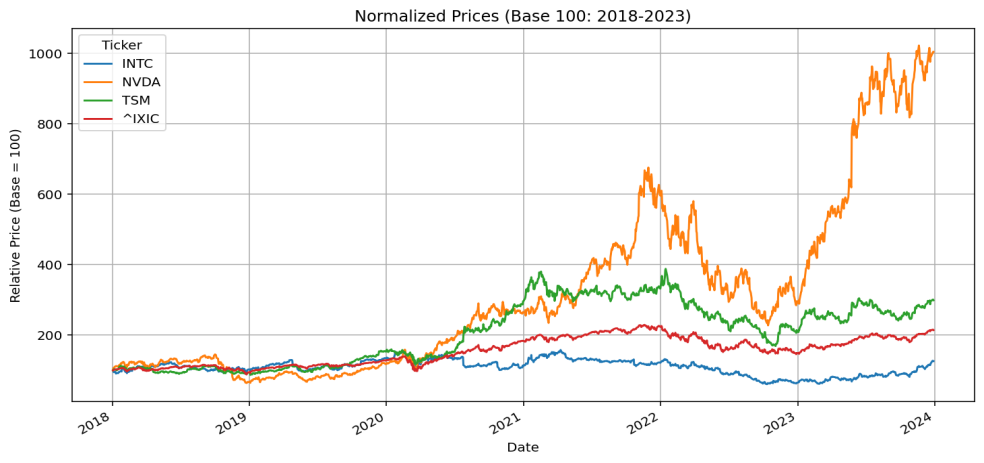 Normalized Prices (Base 100: 2018-2023)
Ticker
INTC
NVDA
TSM
^IXIC
Relative Price (Base = 100)
1000
800
600
400
200
2018
2019
2020
2021
2022
2023
2024
Date